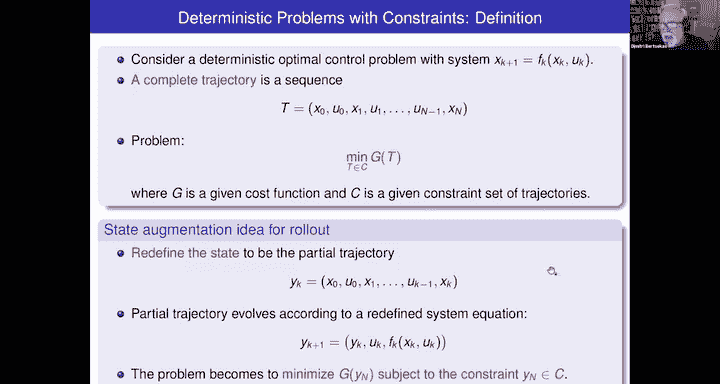 Deterministic Problems with Constraints: Definition
Dimitri Bertsekas
Consider a deterministic optimal control problem with system x_{k+1} = f_k(x_k, u_k).
A complete trajectory is a sequence
T = (x_0, u_0, x_1, u_1, . . . , u_{N−1}, x_N)
Problem:
min_{T∈C} G(T)
where G is a given cost function and C is a given constraint set of trajectories.
State augmentation idea for rollout
Redefine the state to be the partial trajectory
y_k = (x_0, u_0, x_1, . . . , u_{k−1}, x_k)
Partial trajectory evolves according to a redefined system equation:
y_{k+1} = (y_k, u_k, f_k(x_k, u_k))
The problem becomes to minimize G(y_N) subject to the constraint y_N ∈ C.